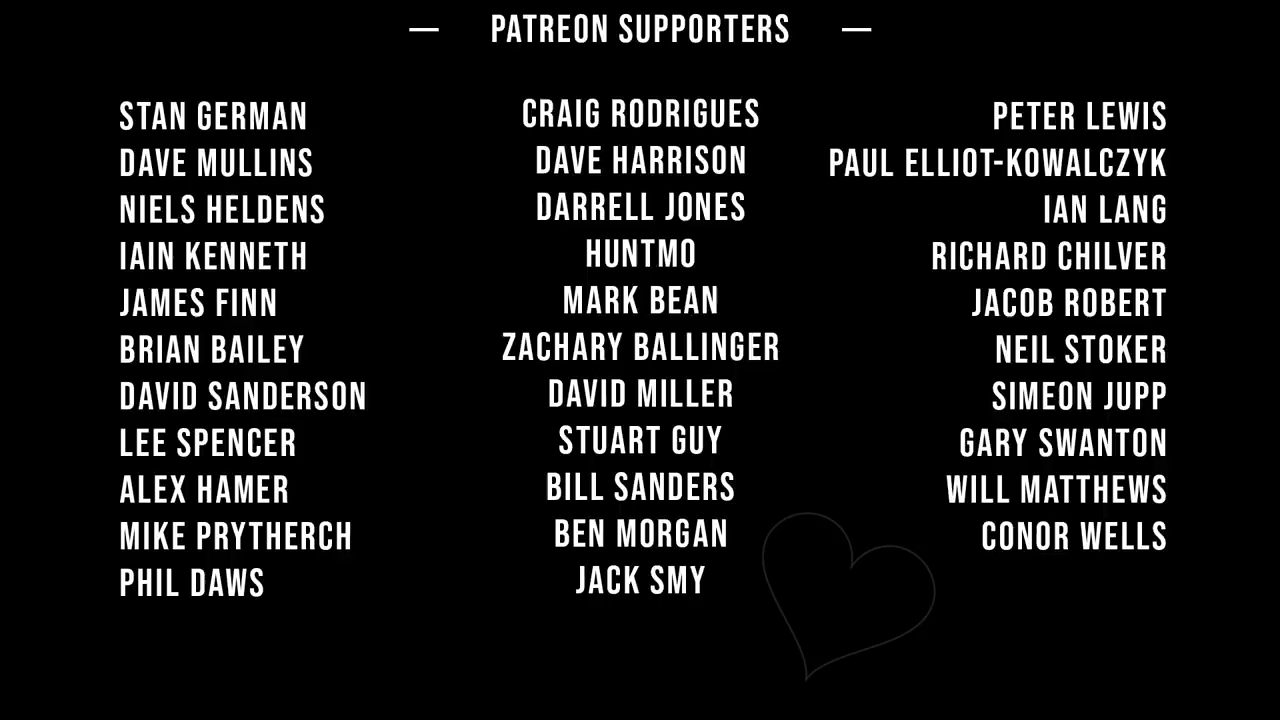 — PATREON SUPPORTERS —
STAN GERMAN
DAVE MULLINS
NIELS HELDENS
IAIN KENNETH
JAMES FINN
BRIAN BAILEY
DAVID SANDERSON
LEE SPENCER
ALEX HAMER
MIKE PRYTHERCH
PHIL DAWS
CRAIG RODRIGUES
DAVE HARRISON
DARRELL JONES
HUNTMO
MARK BEAN
ZACHARY BALLINGER
DAVID MILLER
STUART GUY
BILL SANDERS
BEN MORGAN
JACK SMY
PETER LEWIS
PAUL ELLIOT-KOWALCZYK
IAN LANG
RICHARD CHILVER
JACOB ROBERT
NEIL STOKER
SIMEON JUPP
GARY SWANTON
WILL MATTHEWS
CONOR WELLS